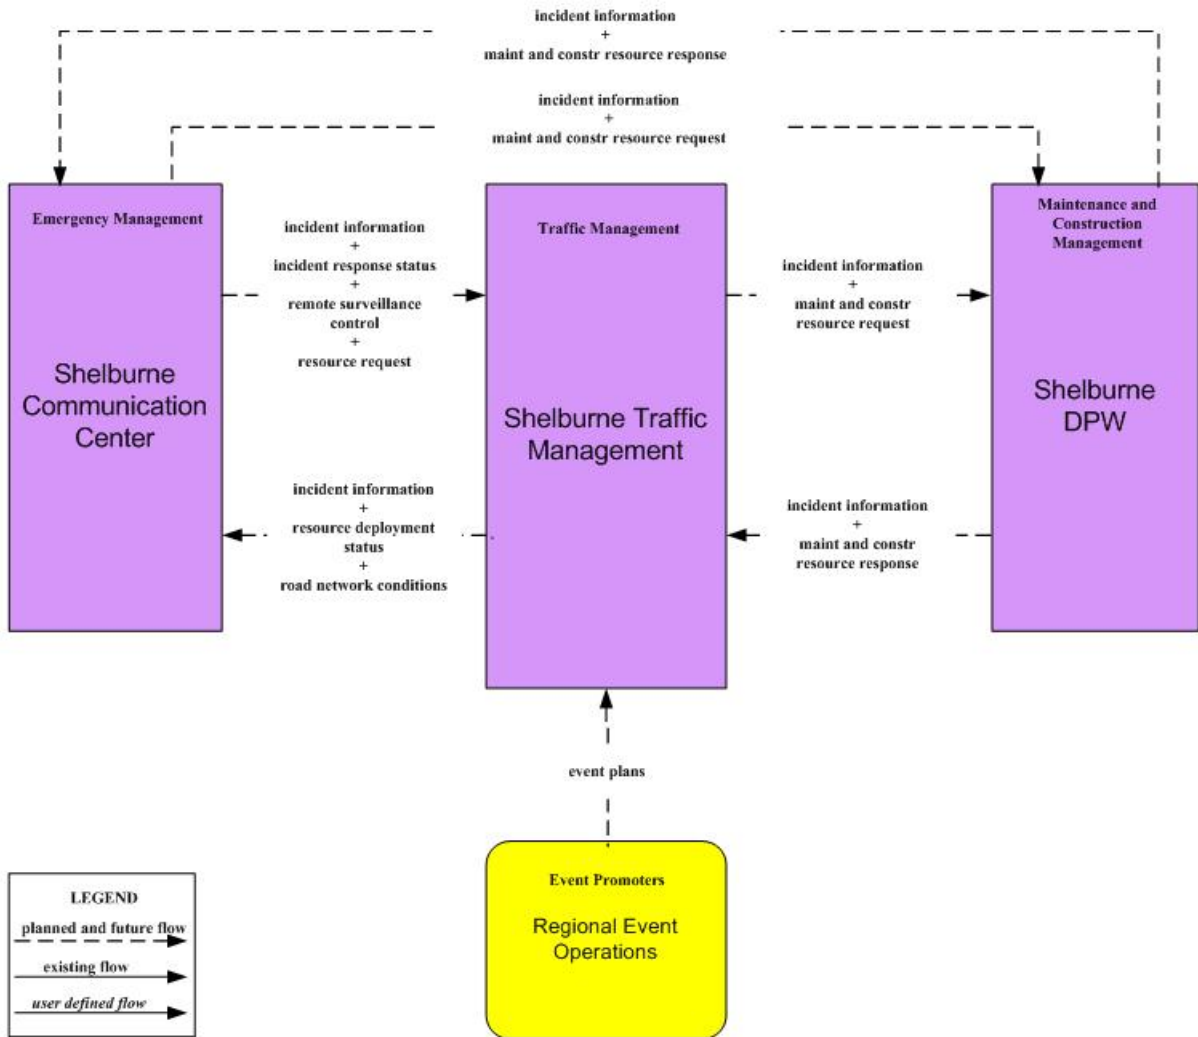 incident information
+
maint and constr resource response
incident information
+
maint and constr resource request
Emergency Management
Shelburne
Communication
Center
incident information
+
incident response status
+
remote surveillance
control
+
resource request
Traffic Management
Shelburne Traffic
Management
incident information
+
maint and constr
resource request
Maintenance and
Construction
Management
Shelburne
DPW
incident information
+
resource deployment
status
+
road network conditions
incident information
+
maint and constr
resource response
event plans
Event Promoters
Regional Event
Operations
LEGEND
planned and future flow
existing flow
user defined flow